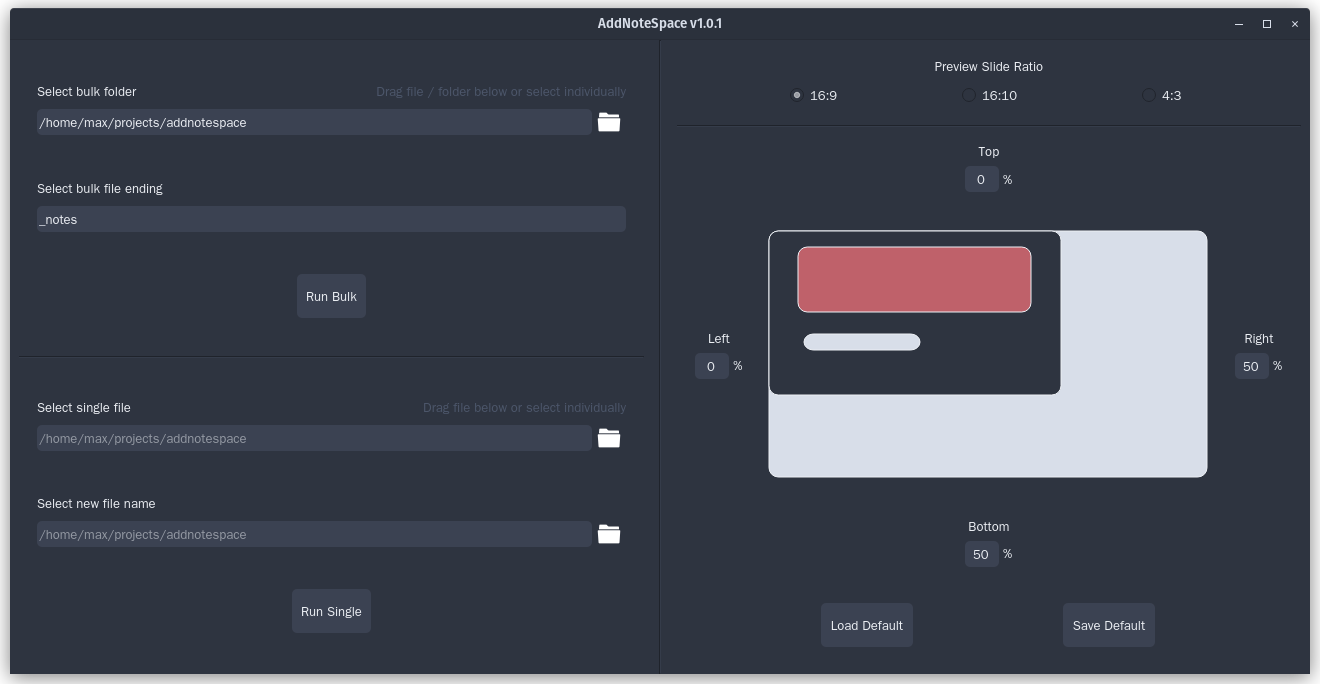 AddNoteSpace v1.0.1
Select bulk folder
Drag file / folder below or select individually
/home/max/projects/addnotespace
Select bulk file ending
_notes
Run Bulk
Select single file
Drag file below or select individually
/home/max/projects/addnotespace
Select new file name
/home/max/projects/addnotespace
Run Single
Preview Slide Ratio
16:9
16:10
4:3
Top
0 %
Left
0 %
Right
50 %
Bottom
50 %
Load Default
Save Default